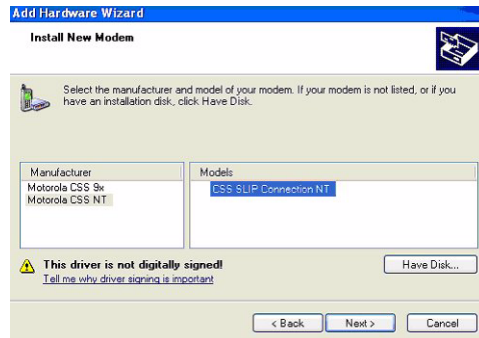 Add Hardware Wizard
Install New Modem
Select the manufacturer and model of your modem. If your modem is not listed, or if you
have an installation disk, click Have Disk.
Manufacturer
Motorola CSS 9x
Motorola CSS NT
Models
CSS SLIP Connection NT
This driver is not digitally signed!
Tell me why driver signing is important
Have Disk...
< Back
Next >
Cancel